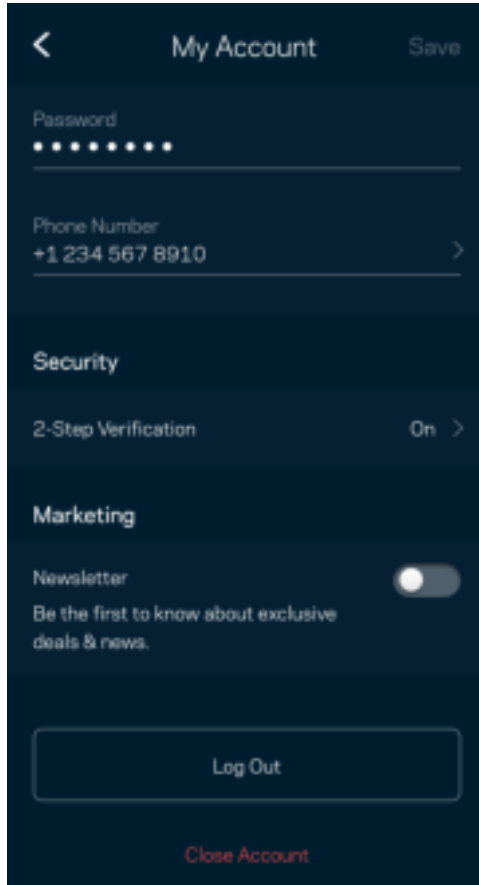 My Account
Save
Password
••••••••
Phone Number
+1 234 567 8910
Security
2-Step Verification
On
Marketing
Newsletter
Be the first to know about exclusive
deals & news.
Log Out
Close Account